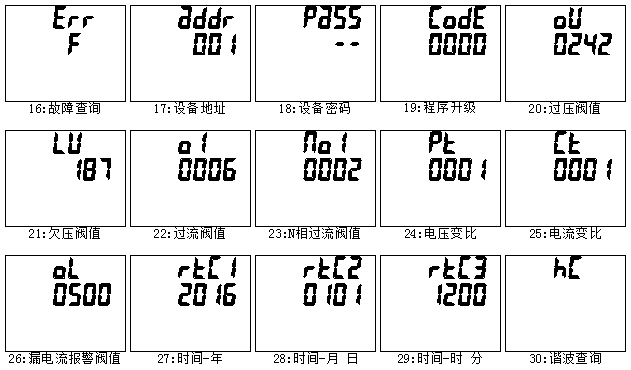 Err addr PaSS CodE oU
F 001 -- 0000 0242
16:故障查询 17:设备地址 18:设备密码 19:程序升级 20:过压阀值
LU oI NoI Pt Ct
187 0006 0002 0001 0001
21:欠压阀值 22:过流阀值 23:N相过流阀值 24:电压变比 25:电流变比
oL rtC1 rtC2 rtC3 hC
0500 2016 0101 1200
26:漏电流报警阀值 27:时间-年 28:时间-月 日 29:时间-时 分 30:谐波查询